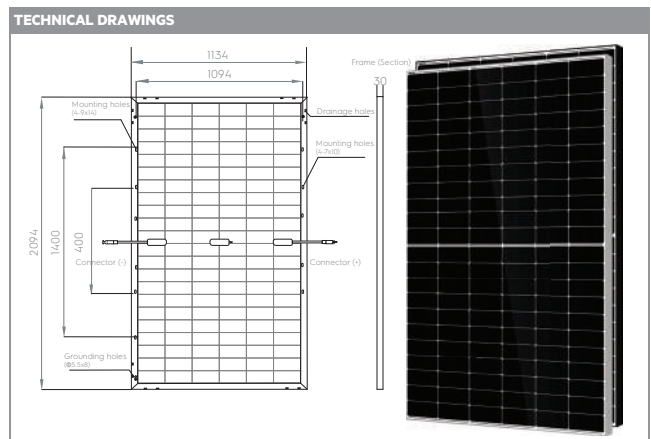 TECHNICAL DRAWINGS
1134
1094
Frame (Section)
30
Mounting holes
(4-9x14)
Drainage holes
Mounting holes
(4-7x10)
2094
1400
400
Connector (-)
Connector (+)
Grounding holes
(Φ5.5x8)